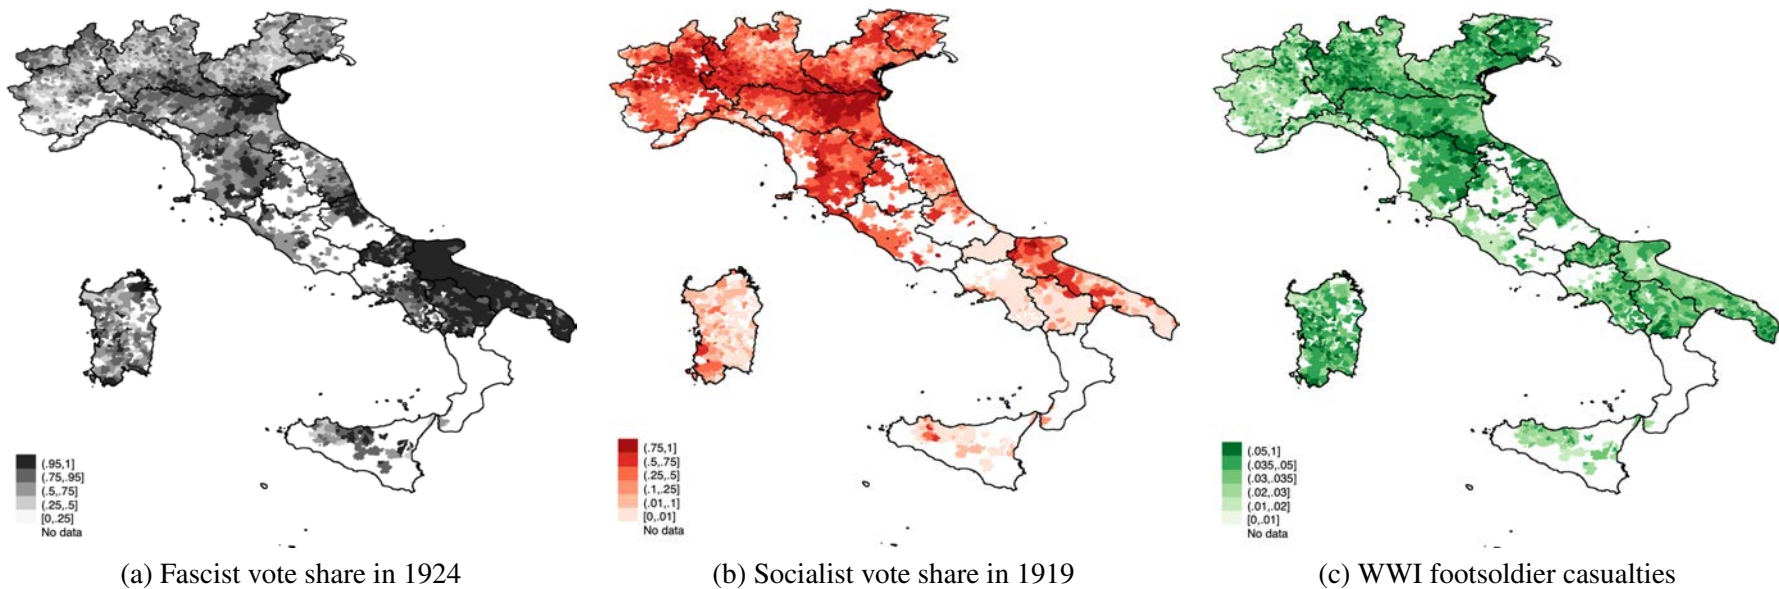 (.95,1]
(.75,.95]
(.5,.75]
(.25,.5]
[0,.25]
No data
(a) Fascist vote share in 1924
(.75,1]
(.5,.75]
(.25,.5]
(.1,.25]
(.01,.1]
[0,.01]
No data
(b) Socialist vote share in 1919
(.05,1]
(.035,.05]
(.03,.035]
(.02,.03]
(.01,.02]
[0,.01]
No data
(c) WWI footsoldier casualties